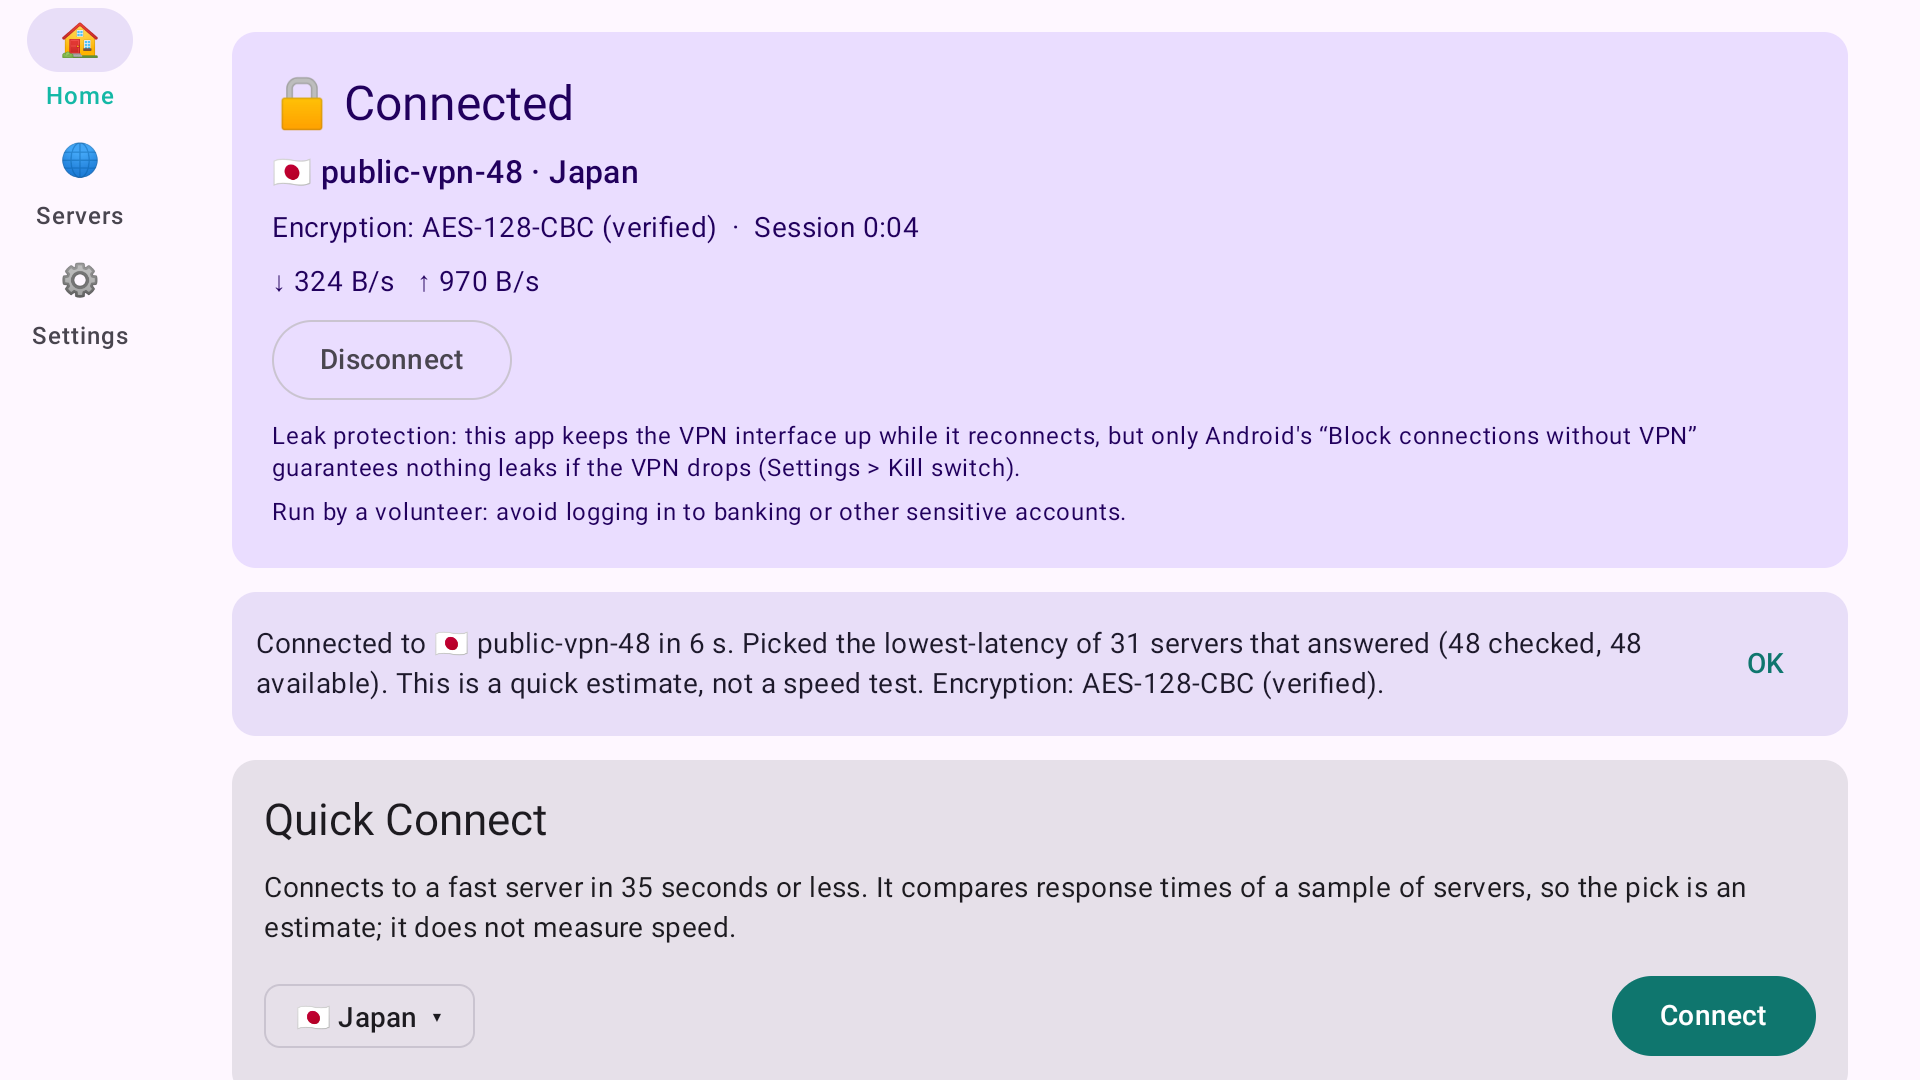 Home
Servers
Settings
Connected
public-vpn-48 · Japan
Encryption: AES-128-CBC (verified) · Session 0:04
↓ 324 B/s ↑ 970 B/s
Disconnect
Leak protection: this app keeps the VPN interface up while it reconnects, but only Android's “Block connections without VPN”
guarantees nothing leaks if the VPN drops (Settings > Kill switch).
Run by a volunteer: avoid logging in to banking or other sensitive accounts.
Connected to 🇯🇵 public-vpn-48 in 6 s. Picked the lowest-latency of 31 servers that answered (48 checked, 48
available). This is a quick estimate, not a speed test. Encryption: AES-128-CBC (verified).
OK
Quick Connect
Connects to a fast server in 35 seconds or less. It compares response times of a sample of servers, so the pick is an
estimate; it does not measure speed.
Japan ▾
Connect